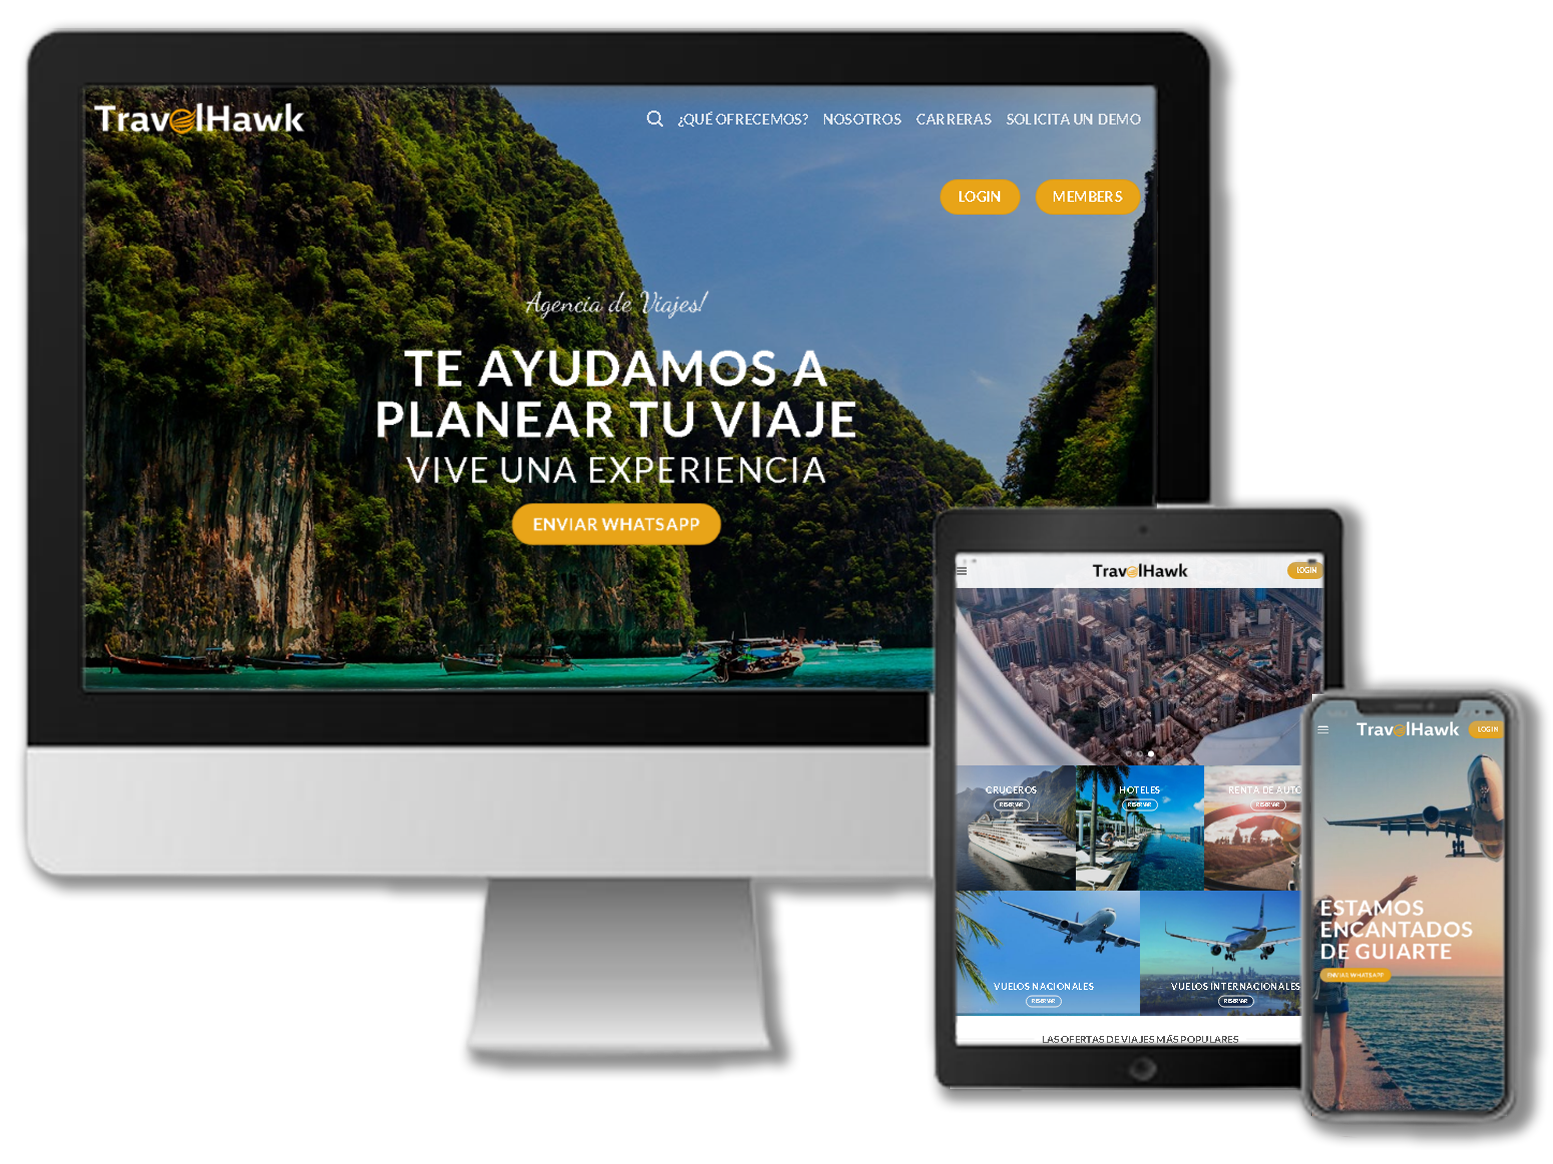 TravelHawk
¿QUÉ OFRECEMOS? NOSOTROS CARRERAS SOLICITA UN DEMO
LOGIN MEMBERS
Agencia de Viajes!
TE AYUDAMOS A
PLANEAR TU VIAJE
VIVE UNA EXPERIENCIA
ENVIAR WHATSAPP
TravelHawk
LOGIN
CRUCEROS
RESERVAR
HOTELES
RESERVAR
RENTA DE AUTO
RESERVAR
VUELOS NACIONALES
RESERVAR
VUELOS INTERNACIONALES
RESERVAR
LAS OFERTAS DE VIAJES MÁS POPULARES
TravelHawk
LOGIN
ESTAMOS
ENCANTADOS
DE GUIARTE
ENVIAR WHATSAPP